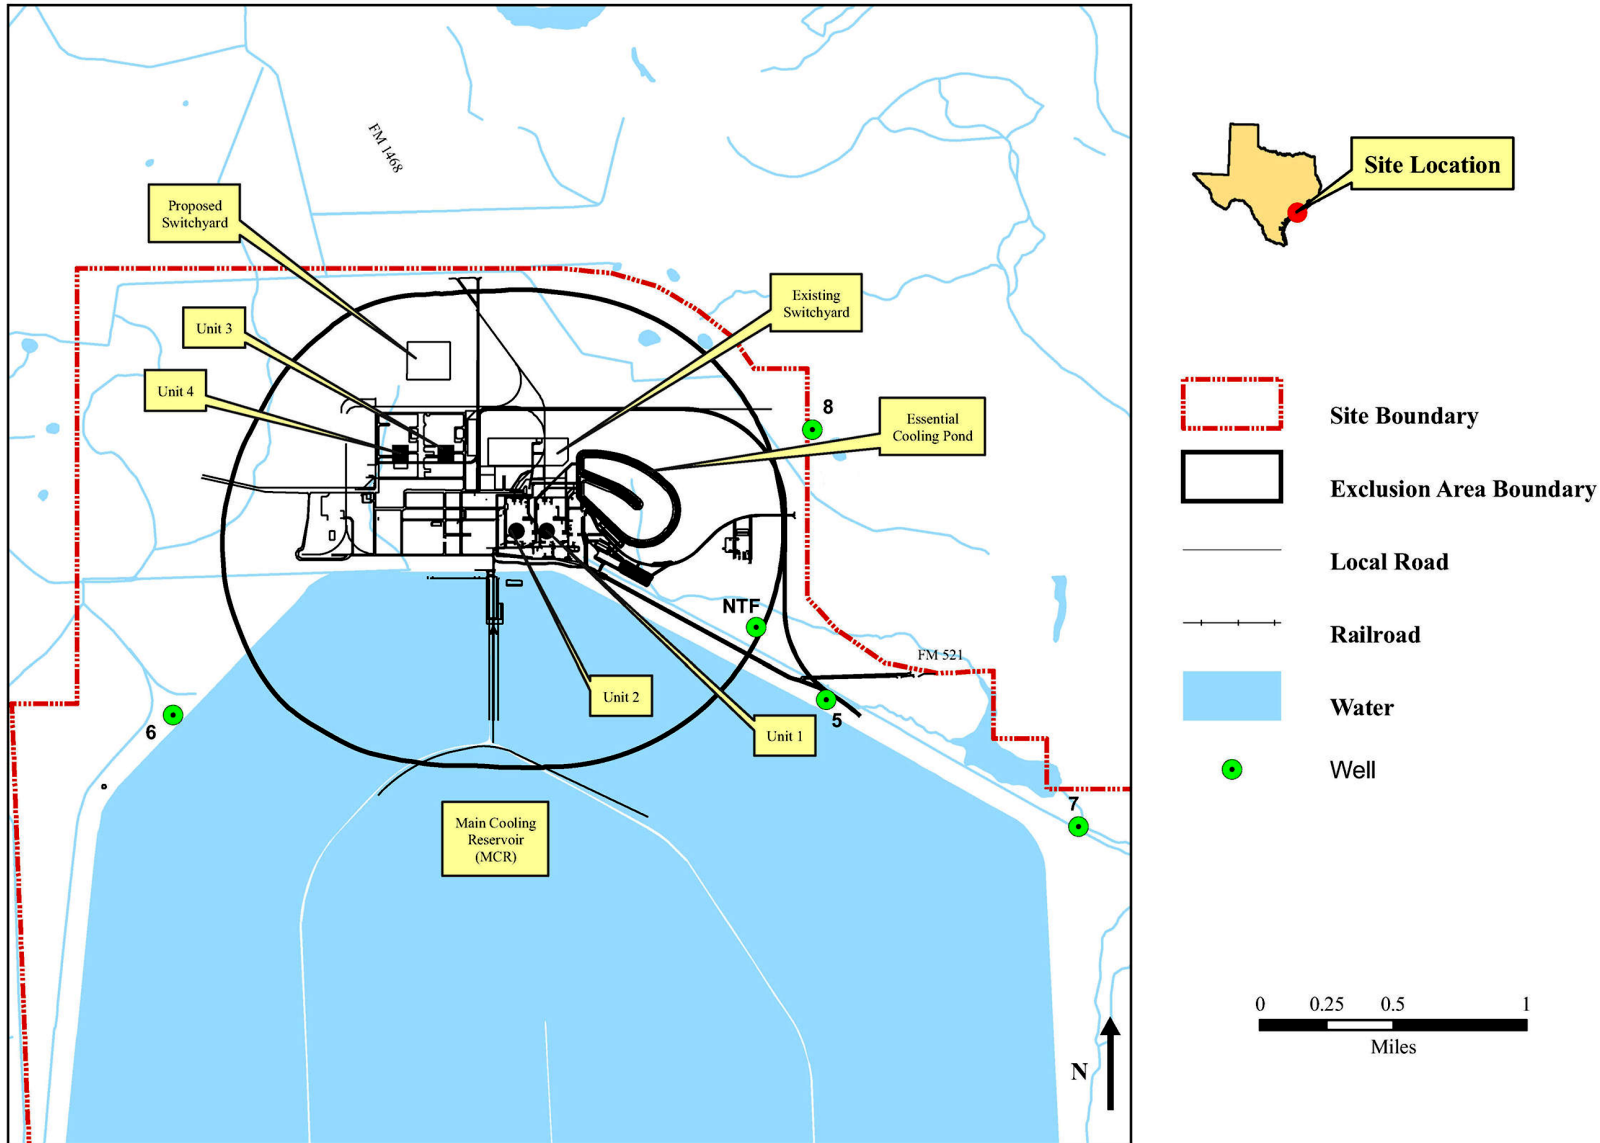 FM 1468
Proposed
Switchyard
Unit 3
Unit 4
Existing
Switchyard
8
Essential
Cooling Pond
NTF
FM 521
5
6
Unit 2
Unit 1
7
Main Cooling
Reservoir
(MCR)
Site Location
Site Boundary
Exclusion Area Boundary
Local Road
Railroad
Water
Well
0 0.25 0.5 1
Miles
N